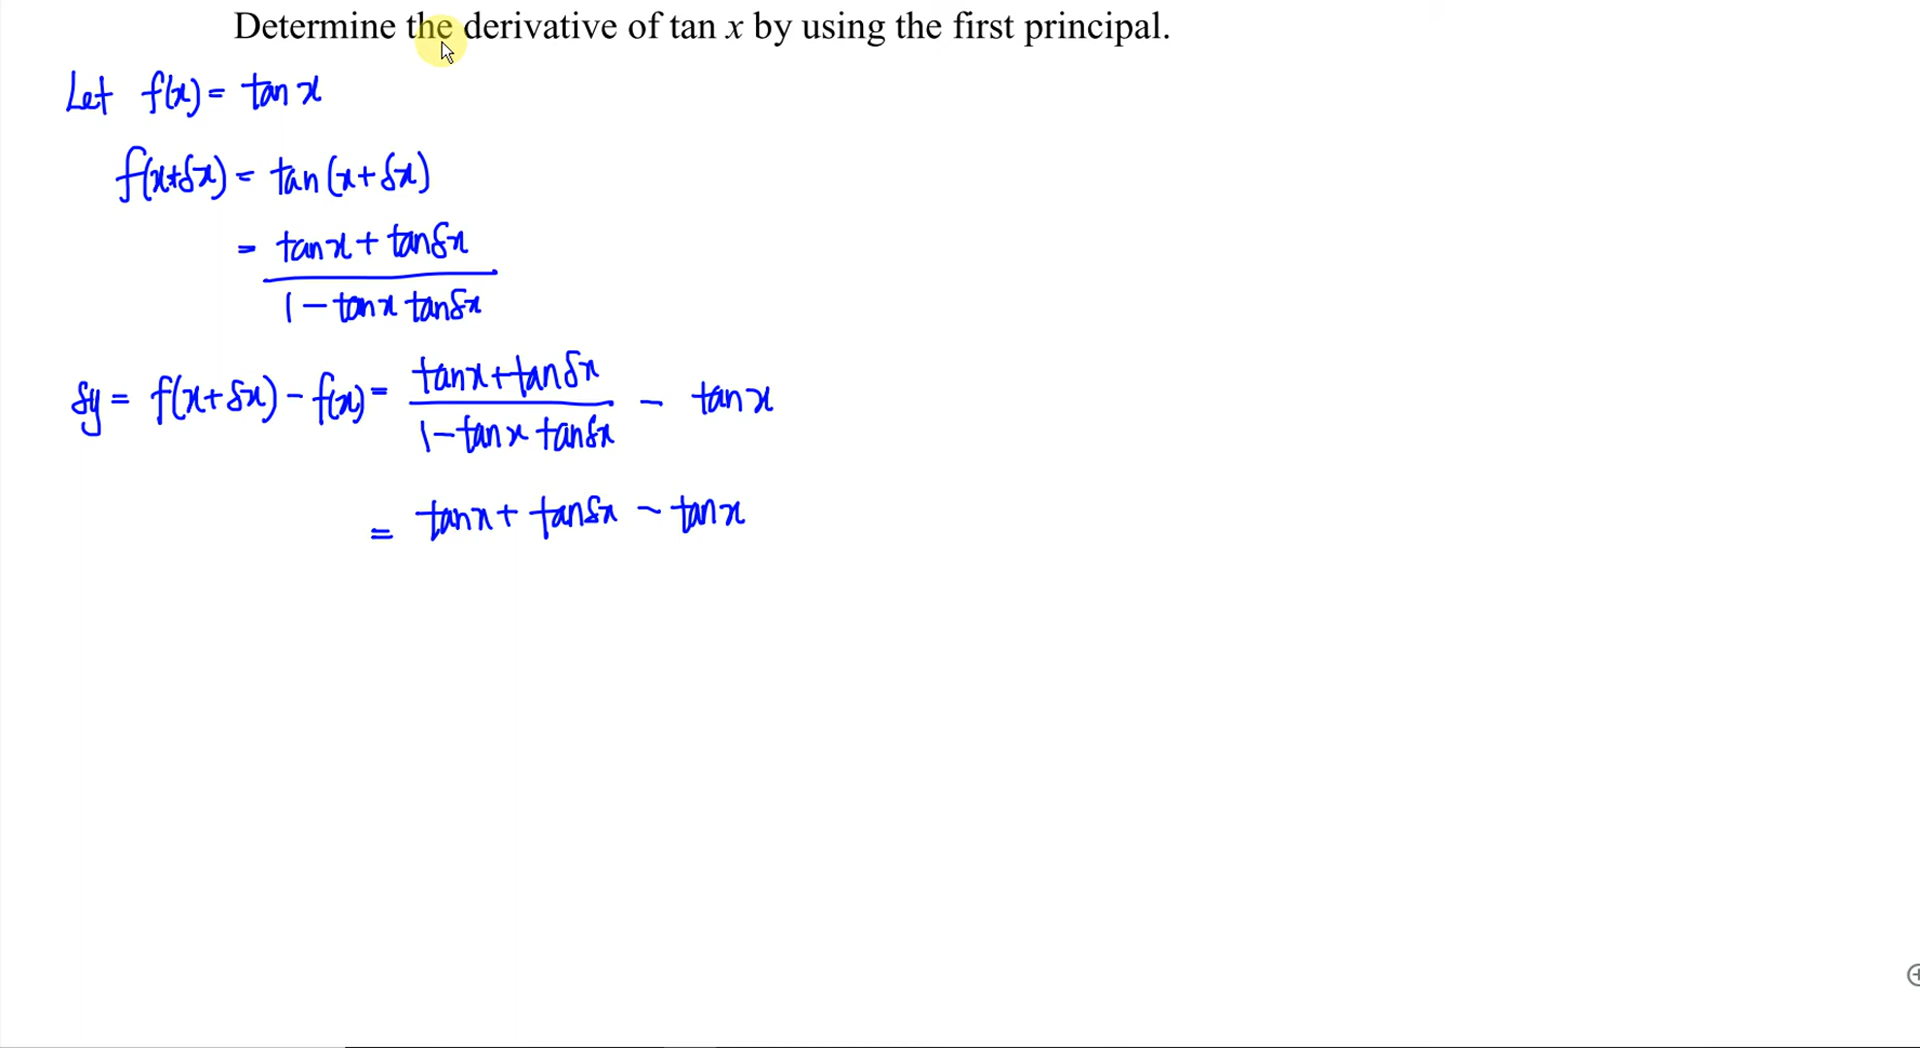 Determine the derivative of tan x by using the first principal.
Let f(x) = tan x
f(x+δx) = tan (x + δx)
= tan x + tan δx
1 - tan x tan δx
δy = f(x+δx) - f(x) = tan x + tan δx / 1 - tan x tan δx - tan x
= tan x + tan δx - tan x